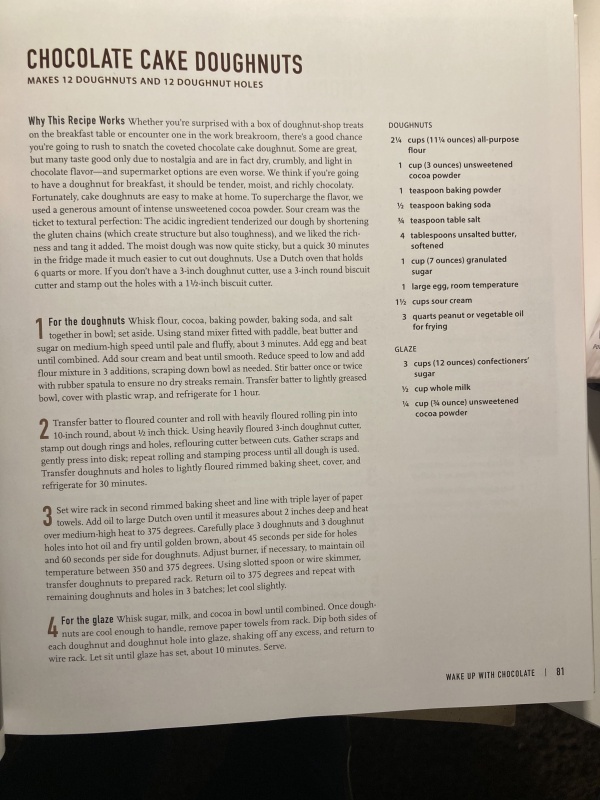 CHOCOLATE CAKE DOUGHNUTS
MAKES 12 DOUGHNUTS AND 12 DOUGHNUT HOLES
Why This Recipe Works Whether you're surprised with a box of doughnut-shop treats
on the breakfast table or encounter one in the work breakroom, there's a good chance
you're going to rush to snatch the coveted chocolate cake doughnut. Some are great,
but many taste good only due to nostalgia and are in fact dry, crumbly, and light in
chocolate flavor—and supermarket options are even worse. We think if you're going
to have a doughnut for breakfast, it should be tender, moist, and richly chocolaty.
Fortunately, cake doughnuts are easy to make at home. To supercharge the flavor, we
used a generous amount of intense unsweetened cocoa powder. Sour cream was the
ticket to textural perfection: The acidic ingredient tenderized our dough by shortening
the gluten chains (which create structure but also toughness), and we liked the rich-
ness and tang it added. The moist dough was now quite sticky, but a quick 30 minutes
in the fridge made it much easier to cut out doughnuts. Use a Dutch oven that holds
6 quarts or more. If you don't have a 3-inch doughnut cutter, use a 3-inch round biscuit
cutter and stamp out the holes with a 1½-inch biscuit cutter.
1 For the doughnuts Whisk flour, cocoa, baking powder, baking soda, and salt
together in bowl; set aside. Using stand mixer fitted with paddle, beat butter and
sugar on medium-high speed until pale and fluffy, about 3 minutes. Add egg and beat
until combined. Add sour cream and beat until smooth. Reduce speed to low and add
flour mixture in 3 additions, scraping down bowl as needed. Stir batter once or twice
with rubber spatula to ensure no dry streaks remain. Transfer batter to lightly greased
bowl, cover with plastic wrap, and refrigerate for 1 hour.
2 Transfer batter to floured counter and roll with heavily floured rolling pin into
10-inch round, about ½ inch thick. Using heavily floured 3-inch doughnut cutter,
stamp out dough rings and holes, reflouring cutter between cuts. Gather scraps and
gently press into disk; repeat rolling and stamping process until all dough is used.
Transfer doughnuts and holes to lightly floured rimmed baking sheet, cover, and
refrigerate for 30 minutes.
3 Set wire rack in second rimmed baking sheet and line with triple layer of paper
towels. Add oil to large Dutch oven until it measures about 2 inches deep and heat
over medium-high heat to 375 degrees. Carefully place 3 doughnuts and 3 doughnut
holes into hot oil and fry until golden brown, about 45 seconds per side for holes
and 60 seconds per side for doughnuts. Adjust burner, if necessary, to maintain oil
temperature between 350 and 375 degrees. Using slotted spoon or wire skimmer,
transfer doughnuts to prepared rack. Return oil to 375 degrees and repeat with
remaining doughnuts and holes in 3 batches; let cool slightly.
4 For the glaze Whisk sugar, milk, and cocoa in bowl until combined. Once dough-
nuts are cool enough to handle, remove paper towels from rack. Dip both sides of
each doughnut and doughnut hole into glaze, shaking off any excess, and return to
wire rack. Let sit until glaze has set, about 10 minutes. Serve.
DOUGHNUTS
2¼ cups (11¼ ounces) all-purpose
flour
1 cup (3 ounces) unsweetened
cocoa powder
1 teaspoon baking powder
½ teaspoon baking soda
¾ teaspoon table salt
4 tablespoons unsalted butter,
softened
1 cup (7 ounces) granulated
sugar
1 large egg, room temperature
1½ cups sour cream
3 quarts peanut or vegetable oil
for frying
GLAZE
3 cups (12 ounces) confectioners'
sugar
½ cup whole milk
¼ cup (¾ ounce) unsweetened
cocoa powder
WAKE UP WITH CHOCOLATE | 81